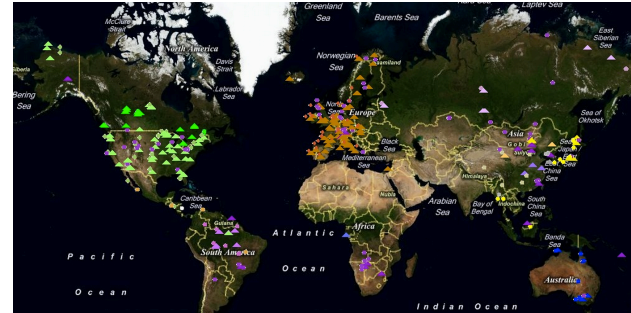 Greenland
Sea
Barents Sea
Laptev Sea
McClure
Strait
East
Siberian
Sea
North America
Norwegian
Sea
Samiland
Siberia
Davis
Strait
Bering
Sea
Labrador
Sea
North
Sea
Europe
Sea of
Okhotsk
Asia
Black
Sea
Gobi
Sea
Japan
Mediterranean
Sea
East
China
Sea
Himalaya
Sahara
Nubia
Caribbean
Sea
Arabian
Sea
Bay of
Bengal
Indochina
South
China
Sea
Guiana
Africa
Atlantic
Banda
Sea
Pacific
South America
Ocean
Australia
Ocean
Indian Ocean